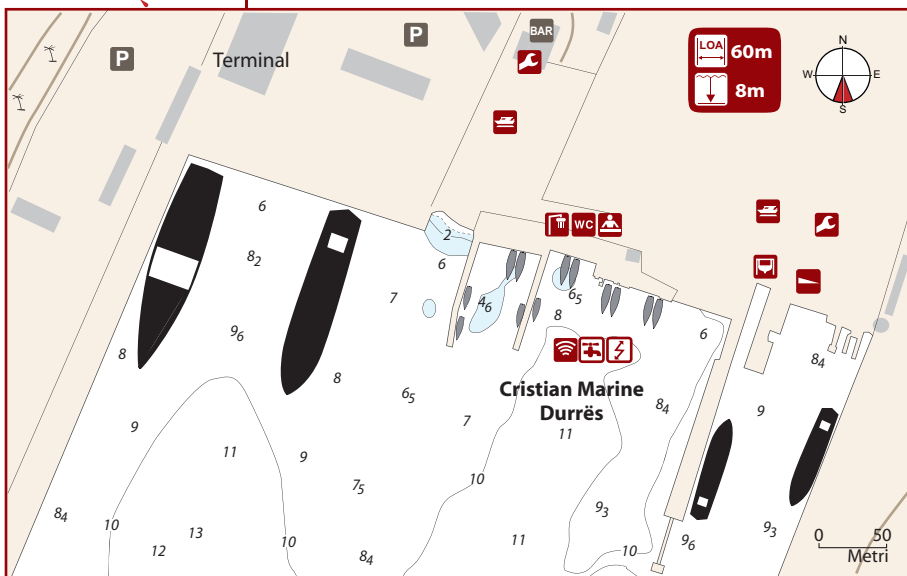 P
P
BAR
Terminal
LOA
60m
8m
N
W
E
S
WC
6
2
8₂
6
7
4₆
6₅
8
9₆
6
8
8
8₄
6₅
8₄
9
7
9
11
11
9
10
7₅
8₄
10
13
12
10
8₄
11
9₃
10
9₆
9₃
Cristian Marine
Durrës
0
50
Metri